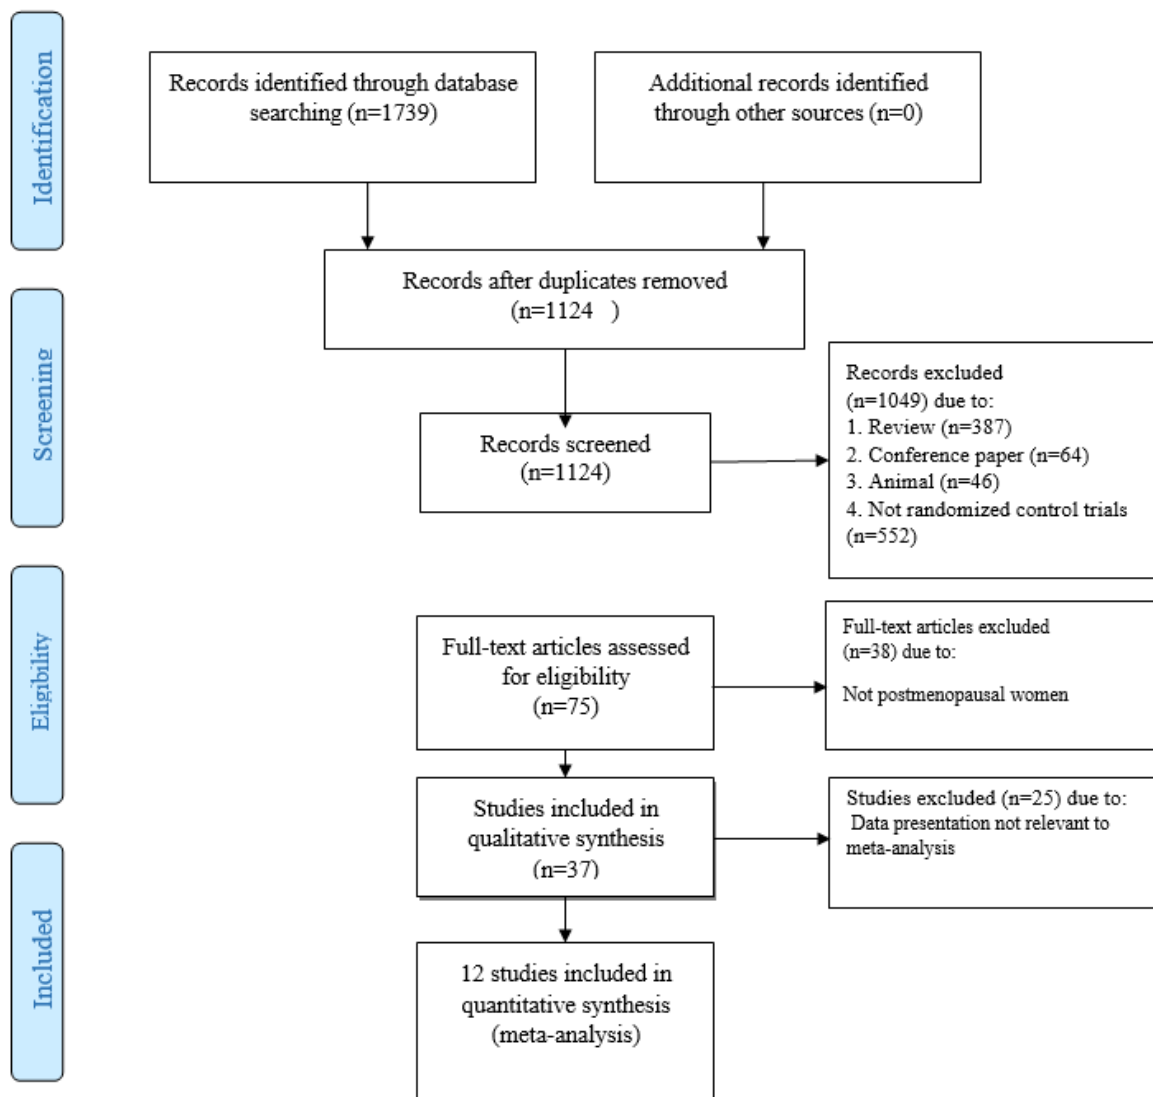 Identification
Records identified through database
searching (n=1739)
Additional records identified
through other sources (n=0)
Records after duplicates removed
(n=1124   )
Screening
Records screened
(n=1124)
Records excluded
(n=1049) due to:
1. Review (n=387)
2. Conference paper (n=64)
3. Animal (n=46)
4. Not randomized control trials
(n=552)
Eligibility
Full-text articles assessed
for eligibility
(n=75)
Full-text articles excluded
(n=38) due to:
Not postmenopausal women
Studies included in
qualitative synthesis
(n=37)
Studies excluded (n=25) due to:
Data presentation not relevant to
meta-analysis
Included
12 studies included in
quantitative synthesis
(meta-analysis)